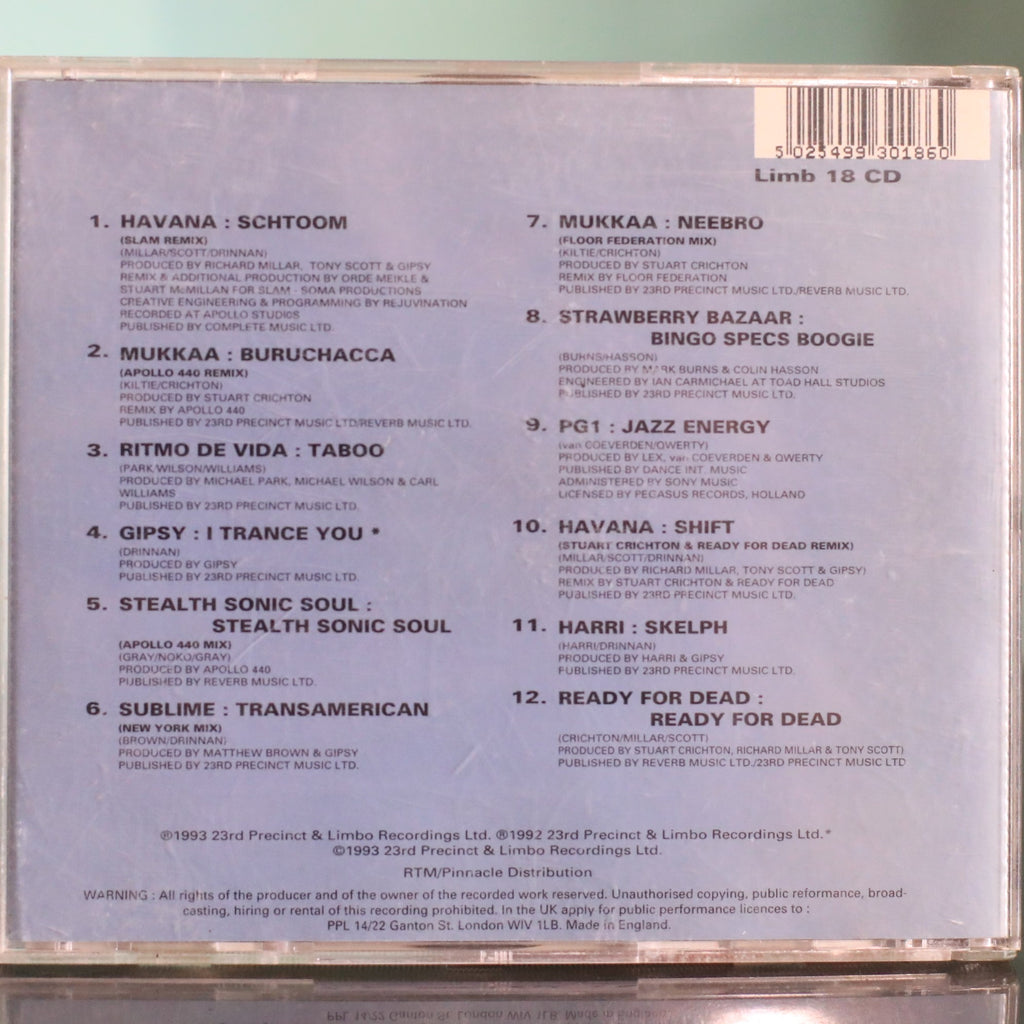 5 025499 301860
Limb 18 CD
1. HAVANA : SCHTOOM
(SLAM REMIX)
(MILLAR/SCOTT/DRINNAN)
PRODUCED BY RICHARD MILLAR, TONY SCOTT & GIPSY
REMIX & ADDITIONAL PRODUCTION BY ORDE MEIKLE &
STUART McMILLAN FOR SLAM - SOMA PRODUCTIONS
CREATIVE ENGINEERING & PROGRAMMING BY REJUVINATION
RECORDED AT APOLLO STUDIOS
PUBLISHED BY COMPLETE MUSIC LTD.
2. MUKKAA : BURUCHACCA
(APOLLO 440 REMIX)
(KILTIE/CRICHTON)
PRODUCED BY STUART CRICHTON
REMIX BY APOLLO 440
PUBLISHED BY 23RD PRECINCT MUSIC LTD/REVERB MUSIC LTD.
3. RITMO DE VIDA : TABOO
(PARK/WILSON/WILLIAMS)
PRODUCED BY MICHAEL PARK, MICHAEL WILSON & CARL
WILLIAMS
PUBLISHED BY 23RD PRECINCT MUSIC LTD.
4. GIPSY : I TRANCE YOU *
(DRINNAN)
PRODUCED BY GIPSY
PUBLISHED BY 23RD PRECINCT MUSIC LTD.
5. STEALTH SONIC SOUL :
STEALTH SONIC SOUL
(APOLLO 440 MIX)
(GRAY/NOKO/GRAY)
PRODUCED BY APOLLO 440
PUBLISHED BY REVERB MUSIC LTD.
6. SUBLIME : TRANSAMERICAN
(NEW YORK MIX)
(BROWN/DRINNAN)
PRODUCED BY MATTHEW BROWN & GIPSY
PUBLISHED BY 23RD PRECINCT MUSIC LTD.
7. MUKKAA : NEEBRO
(FLOOR FEDERATION MIX)
(KILTIE/CRICHTON)
PRODUCED BY STUART CRICHTON
REMIX BY FLOOR FEDERATION
PUBLISHED BY 23RD PRECINCT MUSIC LTD./REVERB MUSIC LTD.
8. STRAWBERRY BAZAAR :
BINGO SPECS BOOGIE
(BURNS/HASSON)
PRODUCED BY MARK BURNS & COLIN HASSON
ENGINEERED BY IAN CARMICHAEL AT TOAD HALL STUDIOS
PUBLISHED BY 23RD PRECINCT MUSIC LTD.
9. PG1 : JAZZ ENERGY
(van COEVERDEN/QWERTY)
PRODUCED BY LEX, van COEVERDEN & QWERTY
PUBLISHED BY DANCE INT. MUSIC
ADMINISTERED BY SONY MUSIC
LICENSED BY PEGASUS RECORDS, HOLLAND
10. HAVANA : SHIFT
(STUART CRICHTON & READY FOR DEAD REMIX)
(MILLAR/SCOTT/DRINNAN)
PRODUCED BY RICHARD MILLAR, TONY SCOTT & GIPSY)
REMIX BY STUART CRICHTON & READY FOR DEAD
PUBLISHED BY 23RD PRECINCT MUSIC LTD.
11. HARRI : SKELPH
(HARRI/DRINNAN)
PRODUCED BY HARRI & GIPSY
PUBLISHED BY 23RD PRECINCT MUSIC LTD.
12. READY FOR DEAD :
READY FOR DEAD
(CRICHTON/MILLAR/SCOTT)
PRODUCED BY STUART CRICHTON, RICHARD MILLAR & TONY SCOTT)
PUBLISHED BY REVERB MUSIC LTD./23RD PRECINCT MUSIC LTD
℗1993 23rd Precinct & Limbo Recordings Ltd. ℗1992 23rd Precinct & Limbo Recordings Ltd.*
©1993 23rd Precinct & Limbo Recordings Ltd.
RTM/Pinnacle Distribution
WARNING : All rights of the producer and of the owner of the recorded work reserved. Unauthorised copying, public reformance, broad-
casting, hiring or rental of this recording prohibited. In the UK apply for public performance licences to :
PPL 14/22 Ganton St. London WIV 1LB. Made in England.